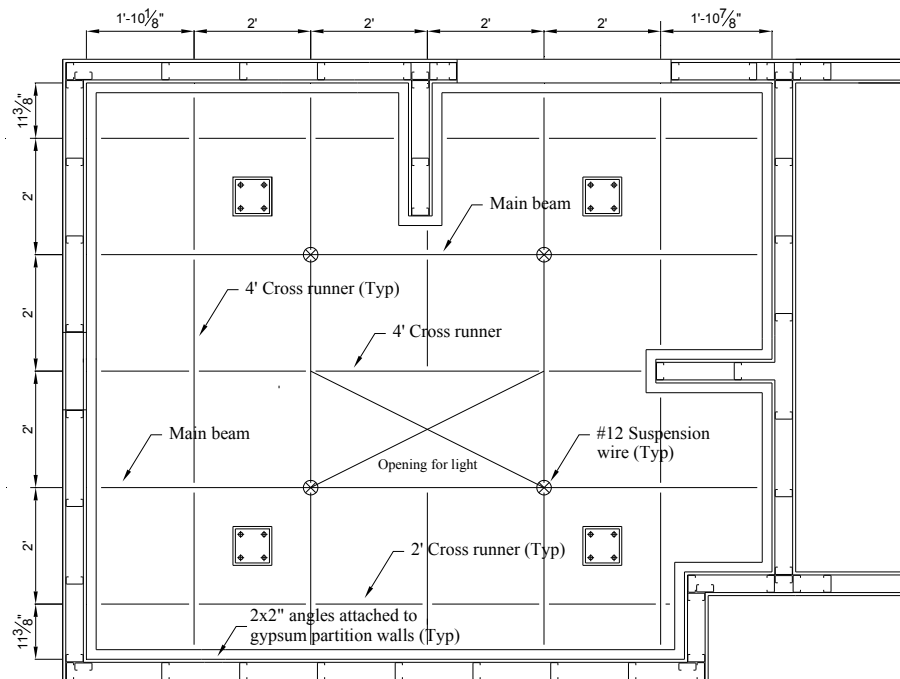 1'-10⅛" 2' 2' 2' 2' 1'-10⅞"
11⅜"
2'
2'
2'
2'
11⅜"
Main beam
4' Cross runner (Typ)
4' Cross runner
Main beam
#12 Suspension
wire (Typ)
Opening for light
2' Cross runner (Typ)
2x2" angles attached to
gypsum partition walls (Typ)